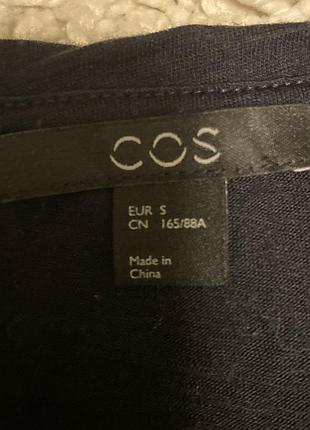 COS
EUR S
CN 165/88A
Made in
China